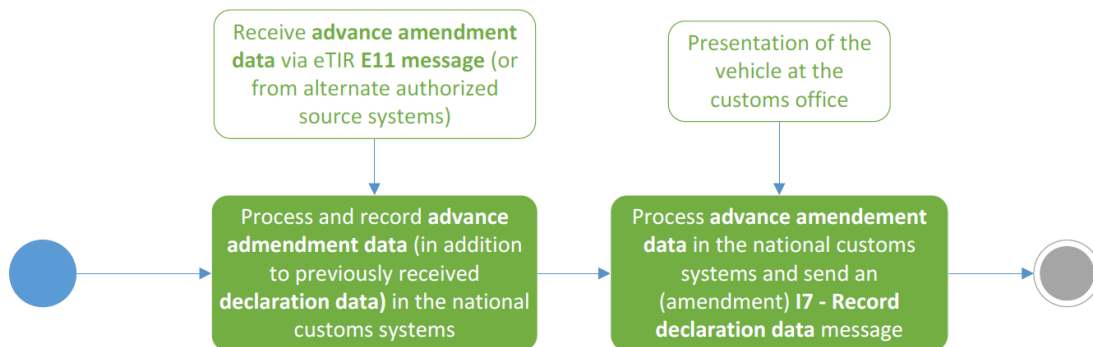 Receive advance amendment
data via eTIR E11 message (or
from alternate authorized
source systems)
Presentation of the
vehicle at the
customs office
Process and record advance
admendment data (in addition
to previously received
declaration data) in the national
customs systems
Process advance amendement
data in the national customs
systems and send an
(amendment) I7 - Record
declaration data message